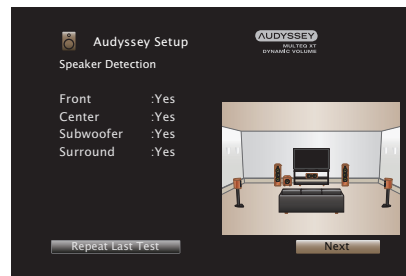 Audyssey Setup
AUDYSSEY
MULTEQ XT
DYNAMIC VOLUME
Speaker Detection
Front :Yes
Center :Yes
Subwoofer :Yes
Surround :Yes
Repeat Last Test
Next